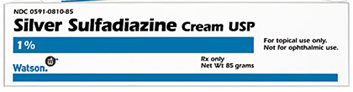 NDC 0591-0810-85
Silver Sulfadiazine Cream USP
1%
For topical use only.
Not for ophthalmic use.
Watson®
Rx only
Net Wt 85 grams